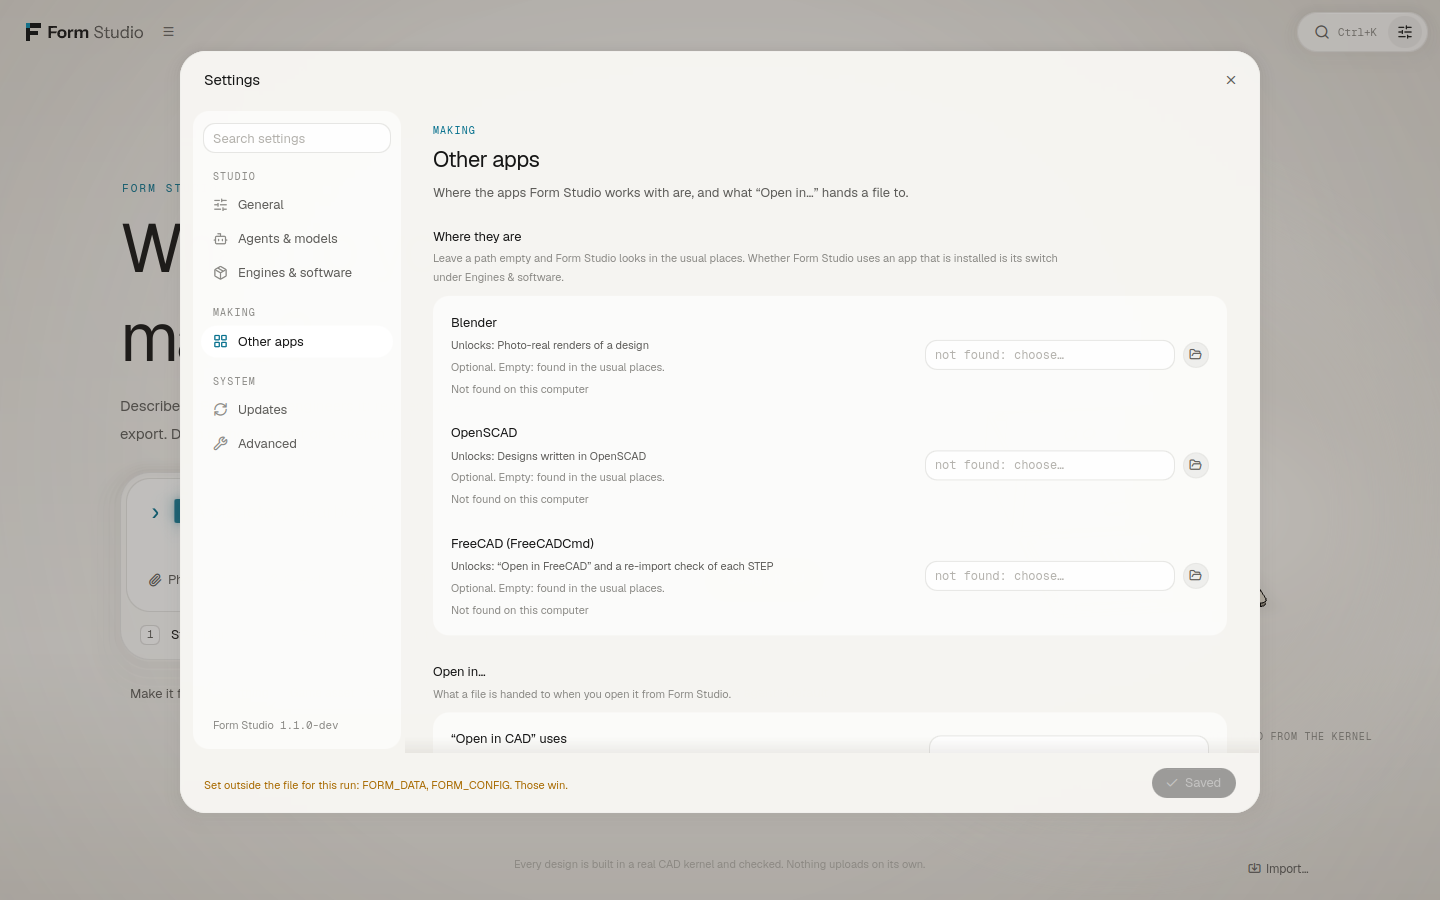 Form Studio
Ctrl+K
Settings
Search settings
STUDIO
General
Agents & models
Engines & software
MAKING
Other apps
SYSTEM
Updates
Advanced
Form Studio 1.1.0-dev
MAKING
Other apps
Where the apps Form Studio works with are, and what “Open in…” hands a file to.
Where they are
Leave a path empty and Form Studio looks in the usual places. Whether Form Studio uses an app that is installed is its switch
under Engines & software.
Blender
Unlocks: Photo-real renders of a design
Optional. Empty: found in the usual places.
Not found on this computer
not found: choose…
OpenSCAD
Unlocks: Designs written in OpenSCAD
Optional. Empty: found in the usual places.
Not found on this computer
not found: choose…
FreeCAD (FreeCADCmd)
Unlocks: “Open in FreeCAD” and a re-import check of each STEP
Optional. Empty: found in the usual places.
Not found on this computer
not found: choose…
Open in…
What a file is handed to when you open it from Form Studio.
“Open in CAD” uses
Set outside the file for this run: FORM_DATA, FORM_CONFIG. Those win.
Saved
FORM ST
W
ma
Describe
export. D
Ph
1
S
Make it f
FROM THE KERNEL
Every design is built in a real CAD kernel and checked. Nothing uploads on its own.
Import…